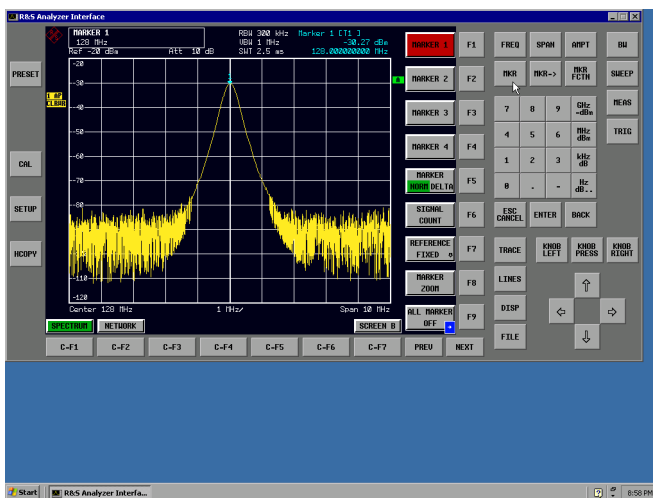 R&S Analyzer Interface
MARKER 1
128 MHz
Ref -20 dBm Att 10 dB
RBW 300 kHz
VBW 1 MHz
SWT 2.5 ms
Marker 1 [T1 ]
-30.27 dBm
128.00000000 MHz
1 AP
CLRWR
A
1
-20
-30
-40
-50
-60
-70
-80
-90
-110
-120
Center 128 MHz 1 MHz/ Span 10 MHz
SPECTRUM NETWORK SCREEN B
PRESET
CAL
SETUP
HCOPY
MARKER 1 F1
MARKER 2 F2
MARKER 3 F3
MARKER 4 F4
MARKER
NORM DELTA F5
SIGNAL
COUNT F6
REFERENCE
FIXED F7
MARKER
ZOOM F8
ALL MARKER
OFF F9
C-F1 C-F2 C-F3 C-F4 C-F5 C-F6 C-F7 PREV NEXT
FREQ SPAN AMPT BW
MKR MKR-> MKR
FCTN SWEEP
7 8 9 GHz
-dBm MEAS
4 5 6 MHz
dBm TRIG
1 2 3 kHz
dB
0 . - Hz
dB..
ESC
CANCEL ENTER BACK
TRACE KNOB
LEFT KNOB
PRESS KNOB
RIGHT
LINES
DISP
FILE
Start R&S Analyzer Interfa... 8:58 PM